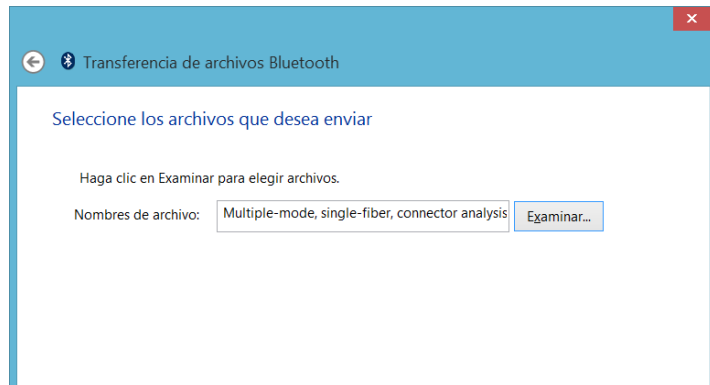 Transferencia de archivos Bluetooth
Seleccione los archivos que desea enviar
Haga clic en Examinar para elegir archivos.
Nombres de archivo: Multiple-mode, single-fiber, connector analysis Examinar...